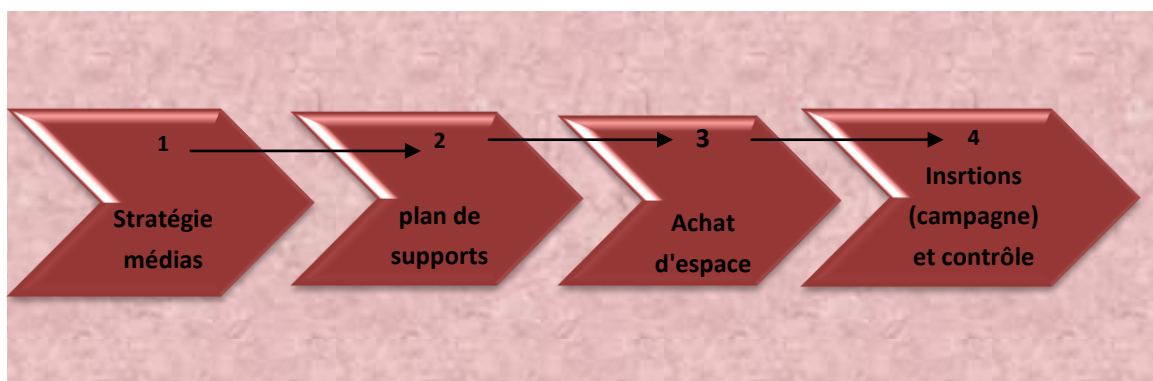 1
Stratégie
médias
2
plan de
supports
3
Achat
d'espace
4
Insrtions
(campagne)
et contrôle